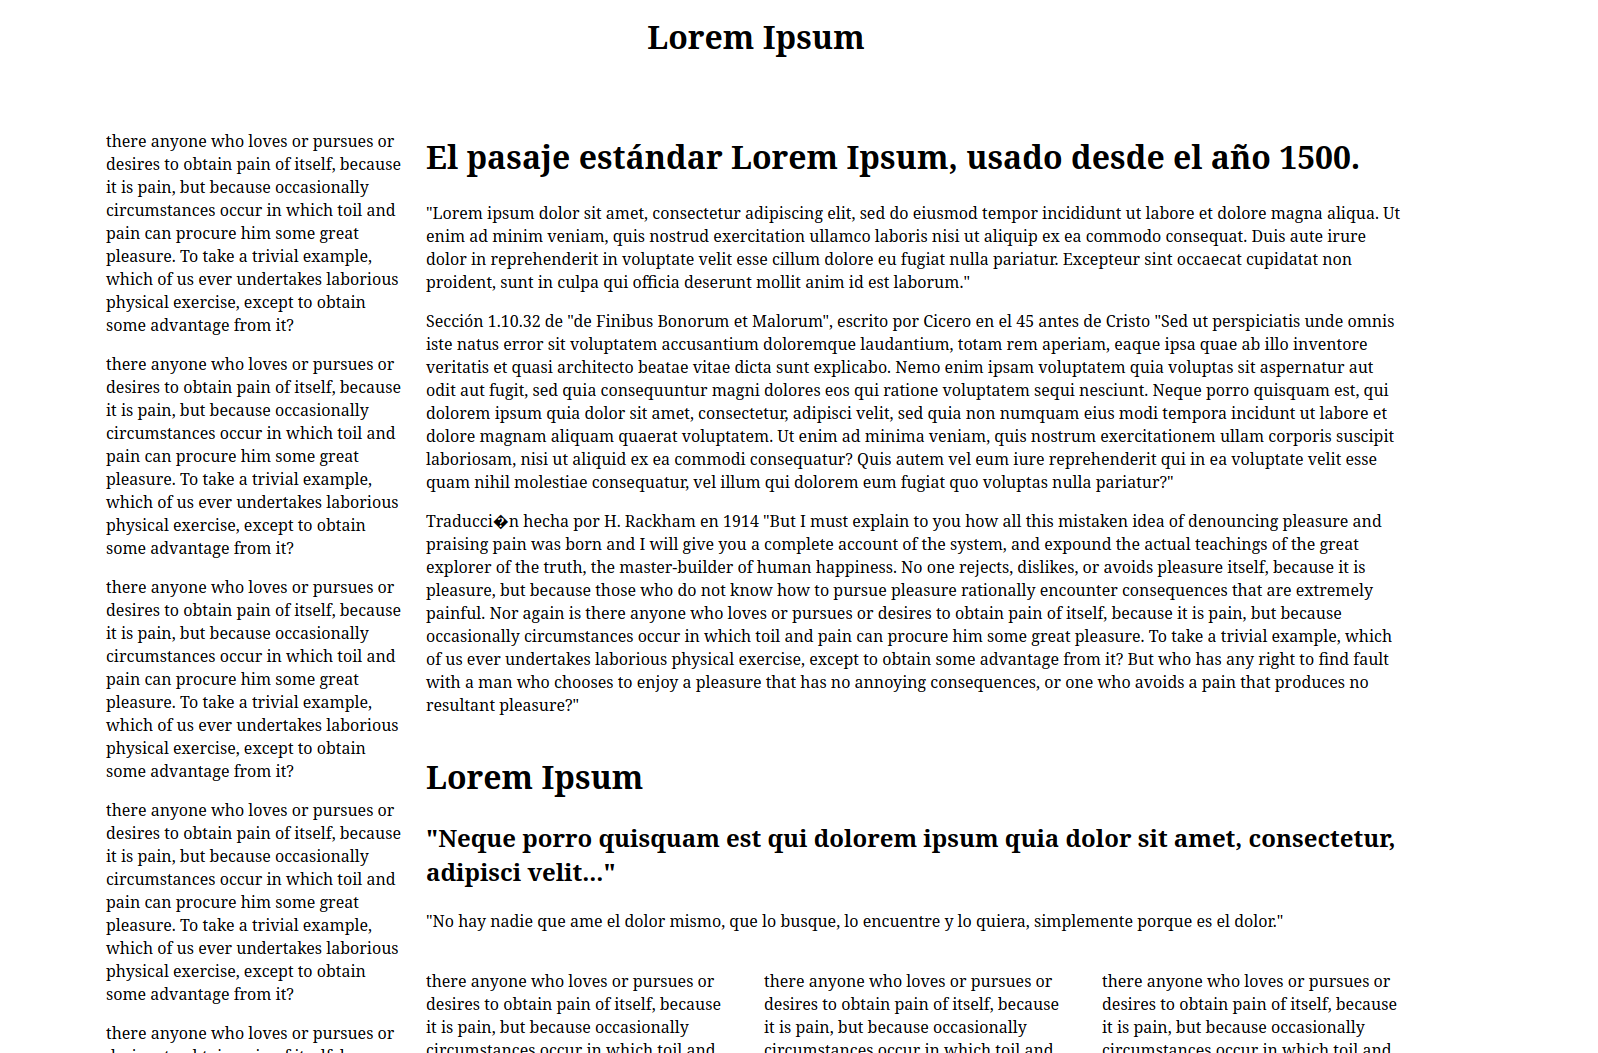 Lorem Ipsum
there anyone who loves or pursues or
desires to obtain pain of itself, because
it is pain, but because occasionally
circumstances occur in which toil and
pain can procure him some great
pleasure. To take a trivial example,
which of us ever undertakes laborious
physical exercise, except to obtain
some advantage from it?
there anyone who loves or pursues or
desires to obtain pain of itself, because
it is pain, but because occasionally
circumstances occur in which toil and
pain can procure him some great
pleasure. To take a trivial example,
which of us ever undertakes laborious
physical exercise, except to obtain
some advantage from it?
there anyone who loves or pursues or
desires to obtain pain of itself, because
it is pain, but because occasionally
circumstances occur in which toil and
pain can procure him some great
pleasure. To take a trivial example,
which of us ever undertakes laborious
physical exercise, except to obtain
some advantage from it?
there anyone who loves or pursues or
desires to obtain pain of itself, because
it is pain, but because occasionally
circumstances occur in which toil and
pain can procure him some great
pleasure. To take a trivial example,
which of us ever undertakes laborious
physical exercise, except to obtain
some advantage from it?
there anyone who loves or pursues or
El pasaje estándar Lorem Ipsum, usado desde el año 1500.
"Lorem ipsum dolor sit amet, consectetur adipiscing elit, sed do eiusmod tempor incididunt ut labore et dolore magna aliqua. Ut
enim ad minim veniam, quis nostrud exercitation ullamco laboris nisi ut aliquip ex ea commodo consequat. Duis aute irure
dolor in reprehenderit in voluptate velit esse cillum dolore eu fugiat nulla pariatur. Excepteur sint occaecat cupidatat non
proident, sunt in culpa qui officia deserunt mollit anim id est laborum."
Sección 1.10.32 de "de Finibus Bonorum et Malorum", escrito por Cicero en el 45 antes de Cristo "Sed ut perspiciatis unde omnis
iste natus error sit voluptatem accusantium doloremque laudantium, totam rem aperiam, eaque ipsa quae ab illo inventore
veritatis et quasi architecto beatae vitae dicta sunt explicabo. Nemo enim ipsam voluptatem quia voluptas sit aspernatur aut
odit aut fugit, sed quia consequuntur magni dolores eos qui ratione voluptatem sequi nesciunt. Neque porro quisquam est, qui
dolorem ipsum quia dolor sit amet, consectetur, adipisci velit, sed quia non numquam eius modi tempora incidunt ut labore et
dolore magnam aliquam quaerat voluptatem. Ut enim ad minima veniam, quis nostrum exercitationem ullam corporis suscipit
laboriosam, nisi ut aliquid ex ea commodi consequatur? Quis autem vel eum iure reprehenderit qui in ea voluptate velit esse
quam nihil molestiae consequatur, vel illum qui dolorem eum fugiat quo voluptas nulla pariatur?"
Traducci�n hecha por H. Rackham en 1914 "But I must explain to you how all this mistaken idea of denouncing pleasure and
praising pain was born and I will give you a complete account of the system, and expound the actual teachings of the great
explorer of the truth, the master-builder of human happiness. No one rejects, dislikes, or avoids pleasure itself, because it is
pleasure, but because those who do not know how to pursue pleasure rationally encounter consequences that are extremely
painful. Nor again is there anyone who loves or pursues or desires to obtain pain of itself, because it is pain, but because
occasionally circumstances occur in which toil and pain can procure him some great pleasure. To take a trivial example, which
of us ever undertakes laborious physical exercise, except to obtain some advantage from it? But who has any right to find fault
with a man who chooses to enjoy a pleasure that has no annoying consequences, or one who avoids a pain that produces no
resultant pleasure?"
Lorem Ipsum
"Neque porro quisquam est qui dolorem ipsum quia dolor sit amet, consectetur,
adipisci velit..."
"No hay nadie que ame el dolor mismo, que lo busque, lo encuentre y lo quiera, simplemente porque es el dolor."
there anyone who loves or pursues or
desires to obtain pain of itself, because
it is pain, but because occasionally
circumstances occur in which toil and
there anyone who loves or pursues or
desires to obtain pain of itself, because
it is pain, but because occasionally
circumstances occur in which toil and
there anyone who loves or pursues or
desires to obtain pain of itself, because
it is pain, but because occasionally
circumstances occur in which toil and